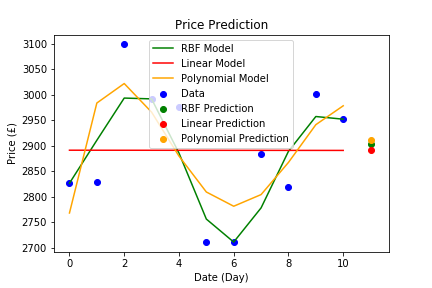 Price Prediction
RBF Model
Linear Model
Polynomial Model
Data
RBF Prediction
Linear Prediction
Polynomial Prediction
Price (£)
3100
3050
3000
2950
2900
2850
2800
2750
2700
0 2 4 6 8 10
Date (Day)